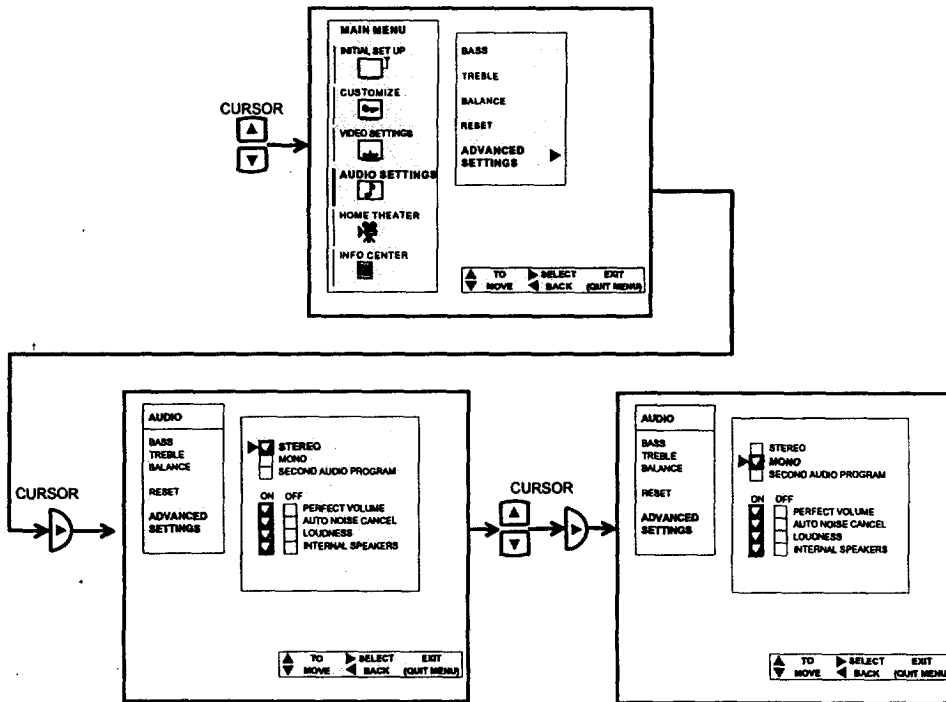 MAIN MENU
INITIAL SET UP
CUSTOMIZE
VIDEO SETTINGS
AUDIO SETTINGS
HOME THEATER
INFO CENTER
BASS
TREBLE
BALANCE
RESET
ADVANCED
SETTINGS
TO SELECT EXIT
MOVE BACK (QUIT MENU)
CURSOR
CURSOR
AUDIO
BASS
TREBLE
BALANCE
RESET
ADVANCED
SETTINGS
STEREO
MONO
SECOND AUDIO PROGRAM
ON OFF
PERFECT VOLUME
AUTO NOISE CANCEL
LOUDNESS
INTERNAL SPEAKERS
TO SELECT EXIT
MOVE BACK (QUIT MENU)
CURSOR
AUDIO
BASS
TREBLE
BALANCE
RESET
ADVANCED
SETTINGS
STEREO
MONO
SECOND AUDIO PROGRAM
ON OFF
PERFECT VOLUME
AUTO NOISE CANCEL
LOUDNESS
INTERNAL SPEAKERS
TO SELECT EXIT
MOVE BACK (QUIT MENU)